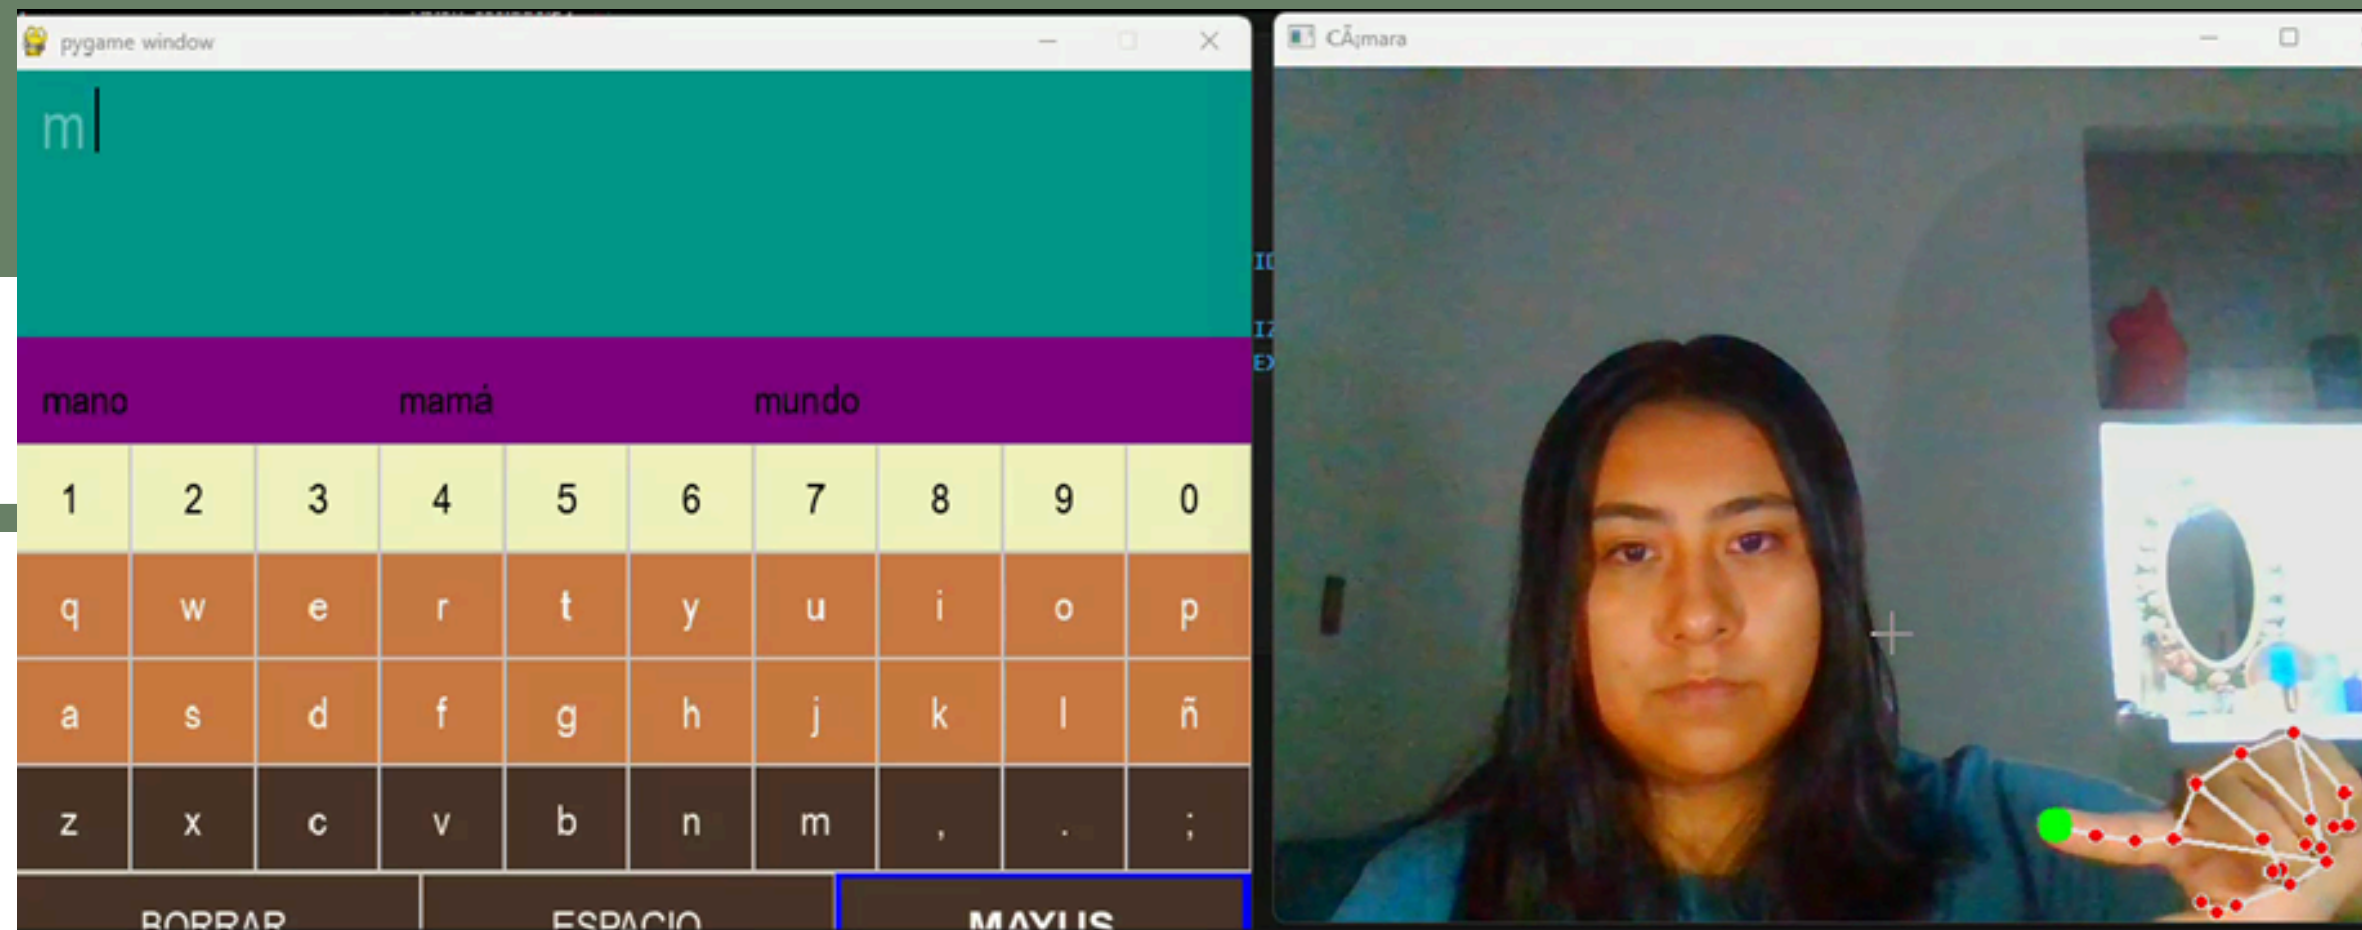 pygame window
CÃ¡mara
m
mano mamá mundo
1 2 3 4 5 6 7 8 9 0
q w e r t y u i o p
a s d f g h j k l ñ
z x c v b n m , . ;
BORRAR ESPACIO MAYUS